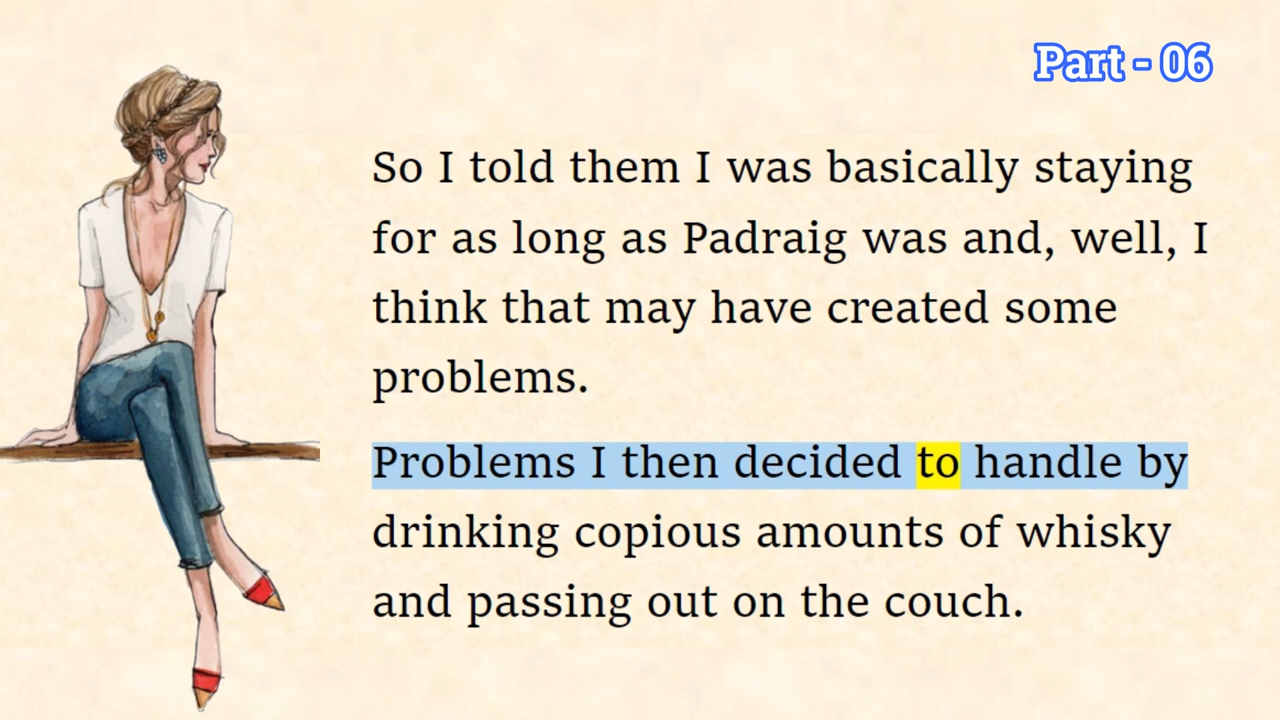 Part - 06
So I told them I was basically staying
for as long as Padraig was and, well, I
think that may have created some
problems.
Problems I then decided to handle by
drinking copious amounts of whisky
and passing out on the couch.